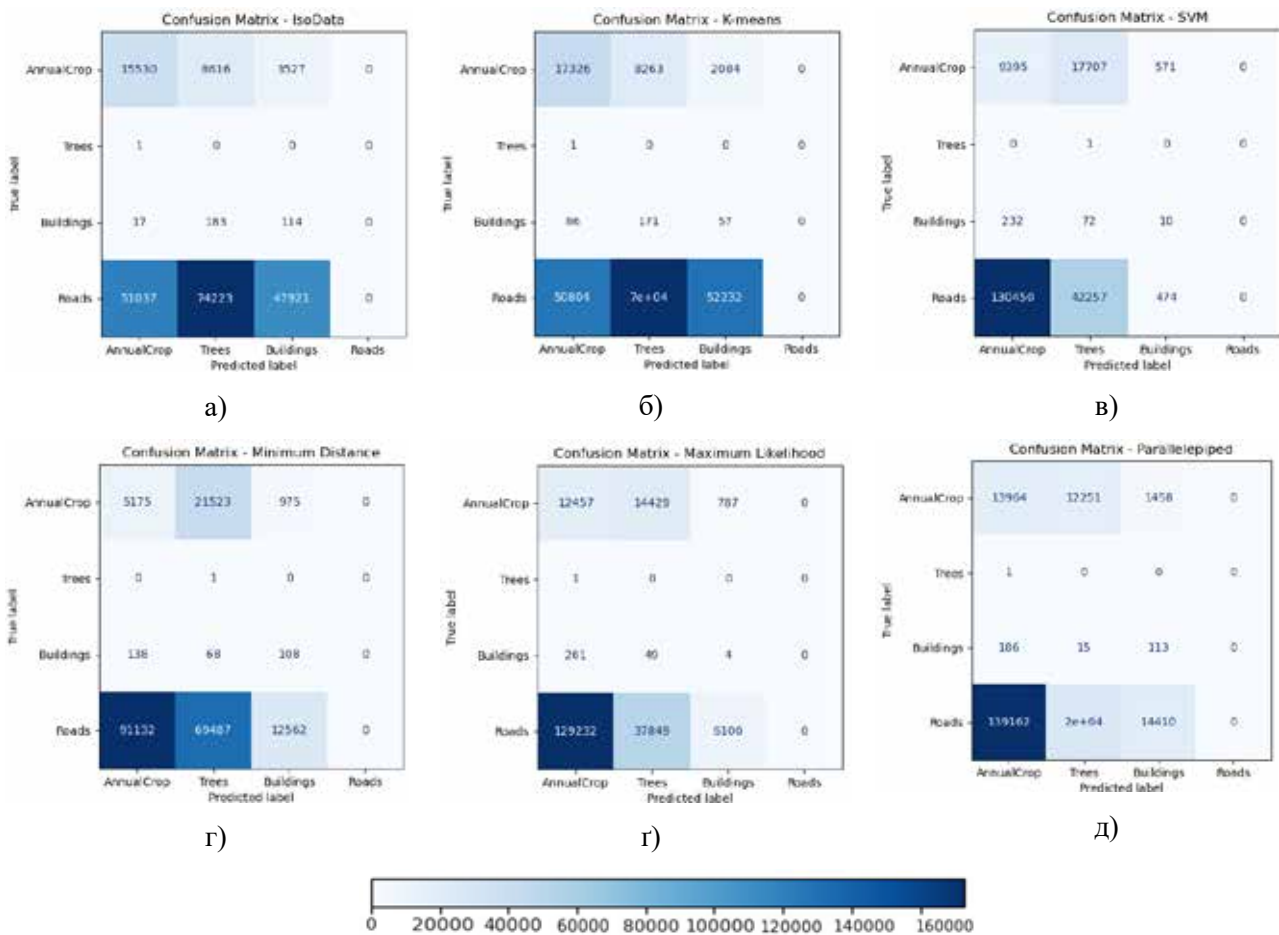 Confusion Matrix - IsoData
AnnualCrop 15530 8616 3527 0
Trees 1 0 0 0
Buildings 17 183 114 0
Roads 51037 74223 47921 0
AnnualCrop Trees Buildings Roads
Predicted label
True label
а)
Confusion Matrix - K-means
AnnualCrop 17326 8263 2084 0
Trees 1 0 0 0
Buildings 86 171 57 0
Roads 50804 7e+04 52232 0
AnnualCrop Trees Buildings Roads
Predicted label
True label
б)
Confusion Matrix - SVM
AnnualCrop 9395 17707 571 0
Trees 0 1 0 0
Buildings 232 72 10 0
Roads 130450 42257 474 0
AnnualCrop Trees Buildings Roads
Predicted label
True label
в)
Confusion Matrix - Minimum Distance
AnnualCrop 5175 21523 975 0
Trees 0 1 0 0
Buildings 138 68 108 0
Roads 91132 69487 12562 0
AnnualCrop Trees Buildings Roads
Predicted label
True label
г)
Confusion Matrix - Maximum Likelihood
AnnualCrop 12457 14429 787 0
Trees 1 0 0 0
Buildings 261 49 4 0
Roads 129232 37849 6100 0
AnnualCrop Trees Buildings Roads
Predicted label
True label
ґ)
Confusion Matrix - Parallelepiped
AnnualCrop 13964 12251 1458 0
Trees 1 0 0 0
Buildings 186 15 113 0
Roads 139162 2e+04 14410 0
AnnualCrop Trees Buildings Roads
Predicted label
True label
д)
0 20000 40000 60000 80000 100000 120000 140000 160000